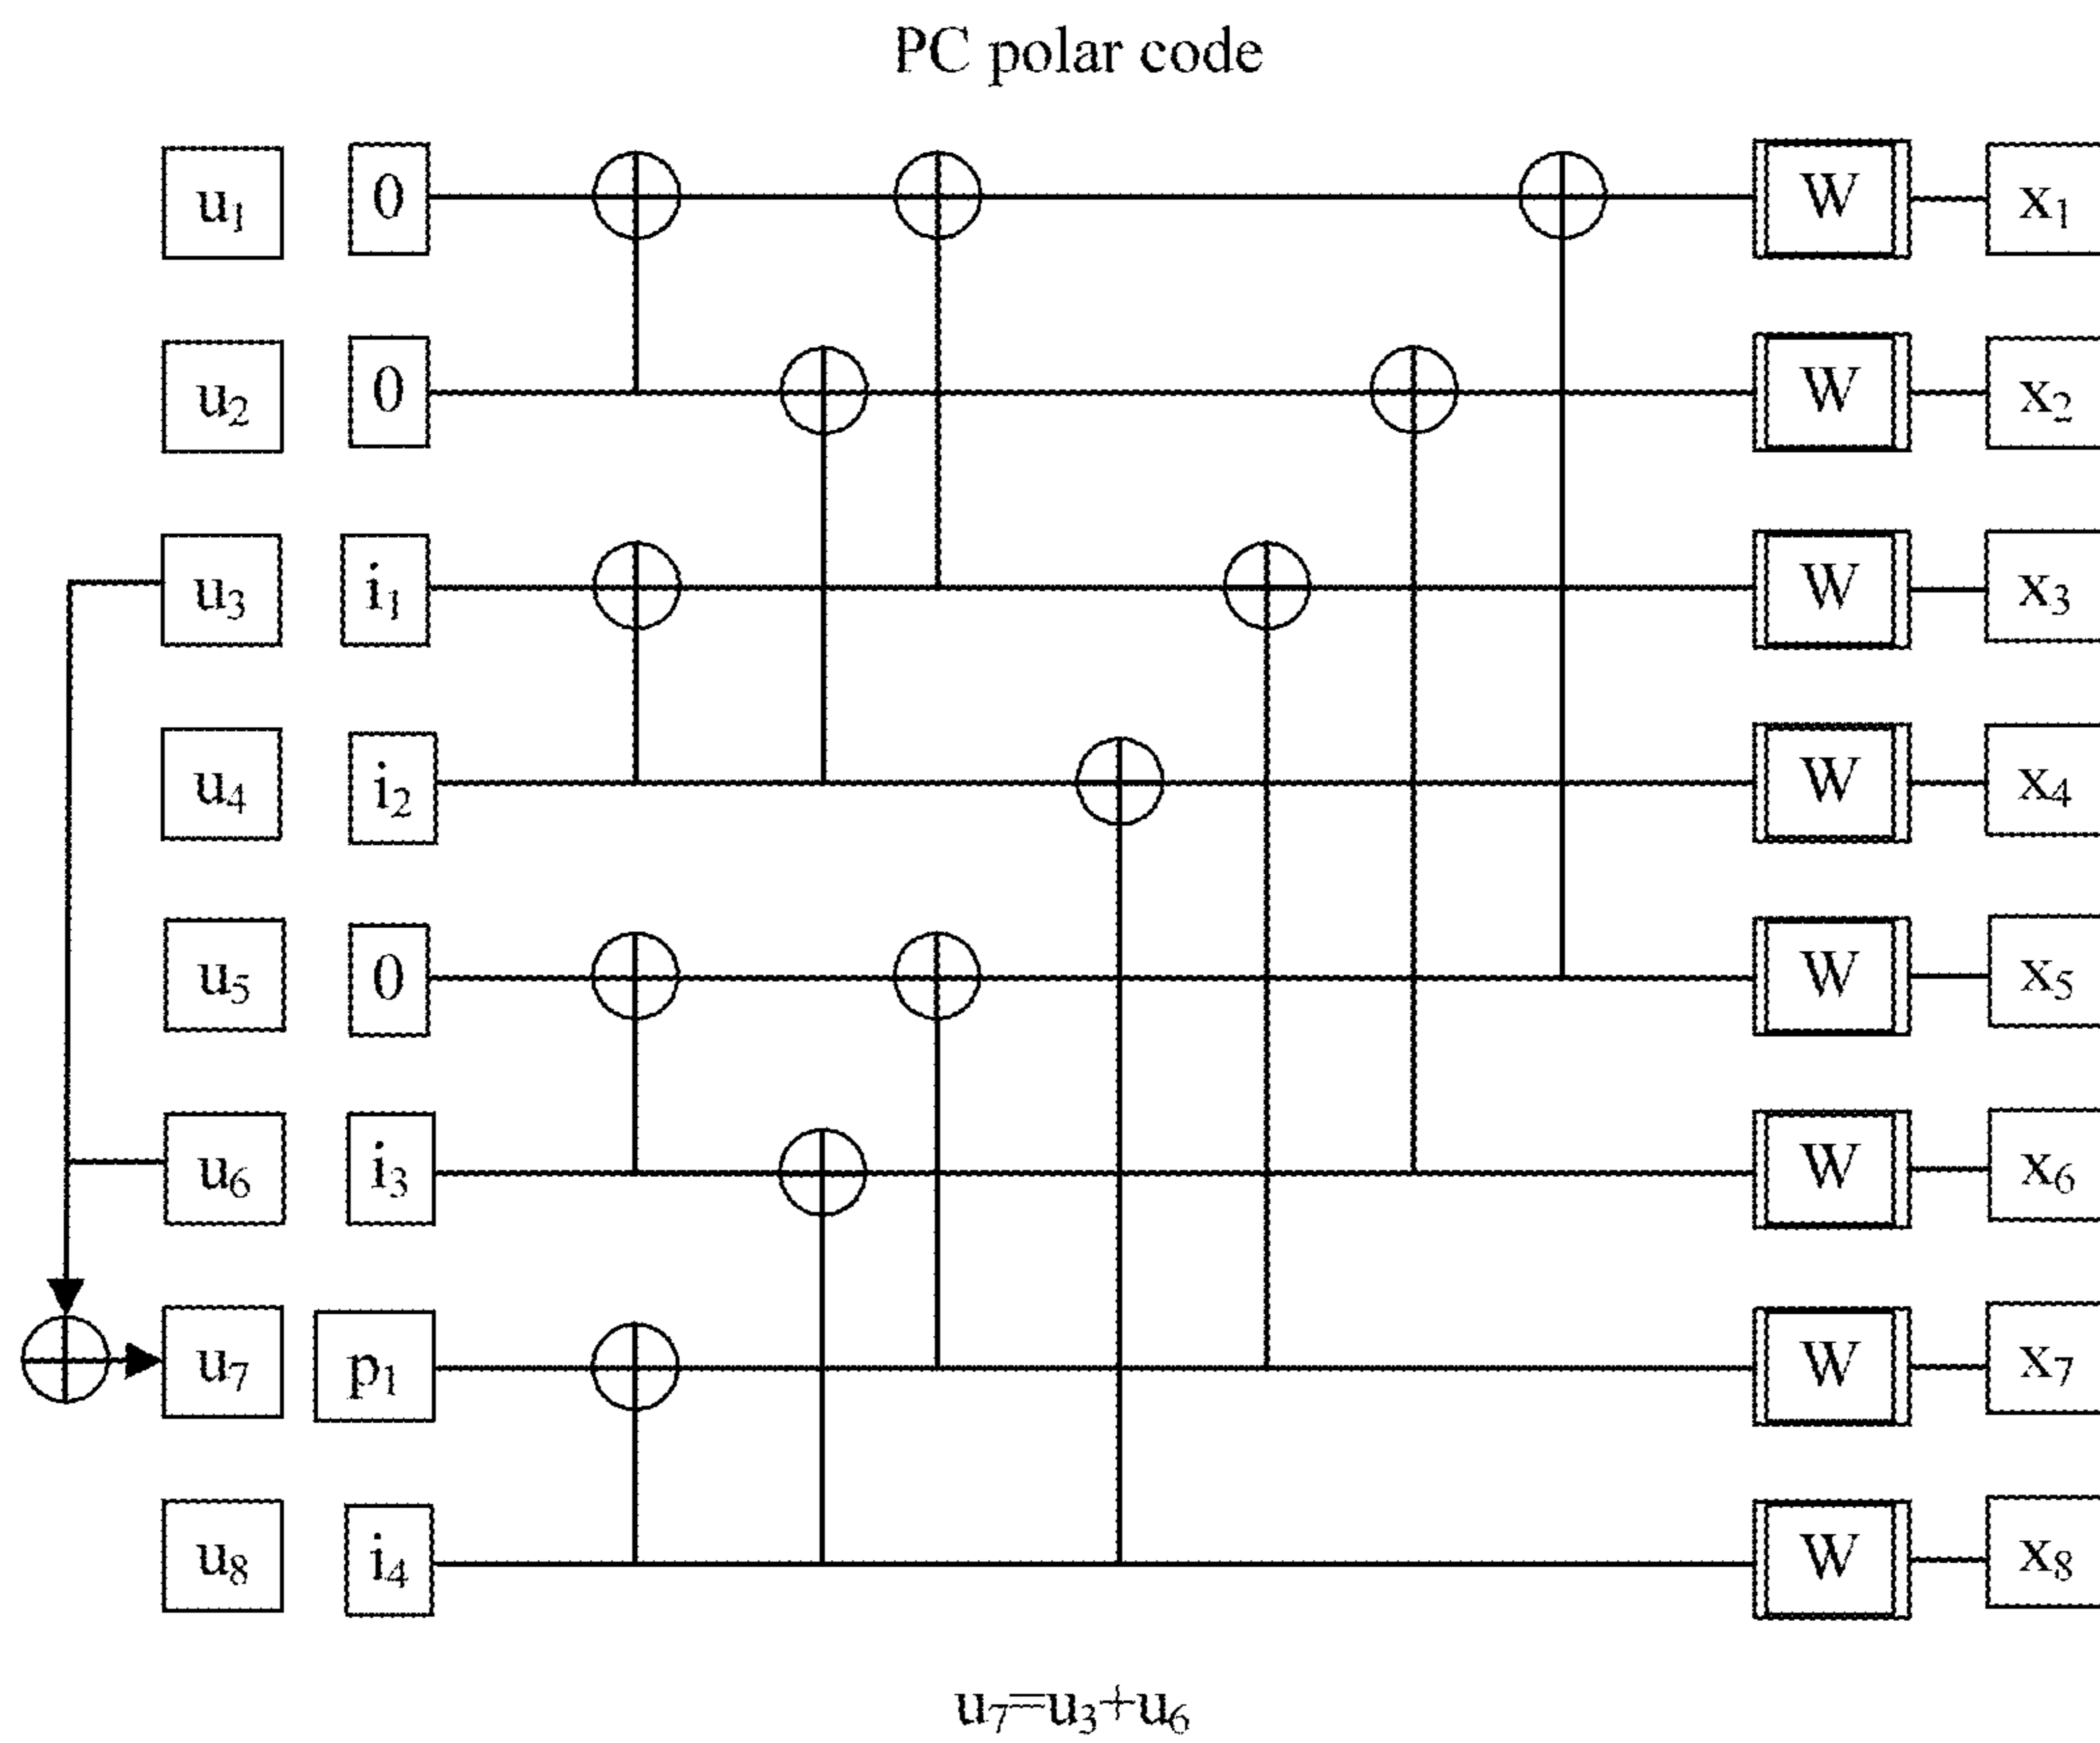 PC polar code
u₁ 0 W x₁
u₂ 0 W x₂
u₃ i₁ W x₃
u₄ i₂ W x₄
u₅ 0 W x₅
u₆ i₃ W x₆
u₇ p₁ W x₇
u₈ i₄ W x₈
u₇=u₃+u₆